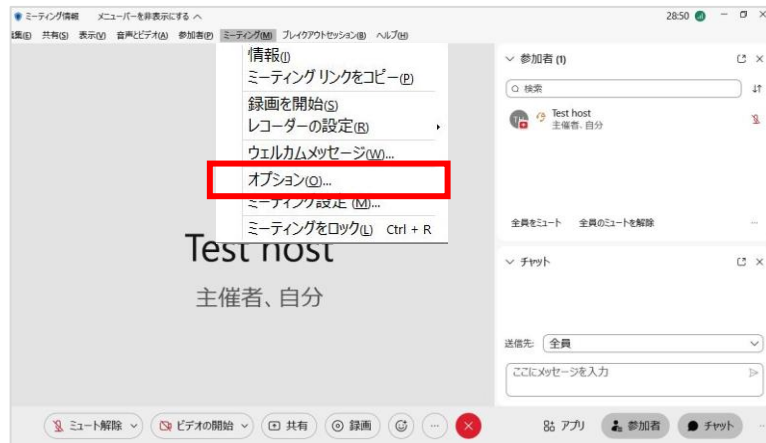 ミーティング情報 メニューバーを非表示にする 28:50
集(E) 共有(S) 表示(V) 音声とビデオ(A) 参加者(P) ミーティング(M) ブレイクアウトセッション(B) ヘルプ(H)
情報(I)
ミーティング リンクをコピー(P)
録画を開始(S)
レコーダーの設定(R)
ウェルカムメッセージ(W)...
オプション(O)...
ミーティング設定 (M)...
ミーティングをロック(L) Ctrl + R
Test host
主催者、自分
参加者 (1)
検索
Test host
主催者、自分
全員をミュート 全員のミュートを解除
チャット
送信先: 全員
ここにメッセージを入力
ミュート解除 ビデオの開始 共有 録画 アプリ 参加者 チャット